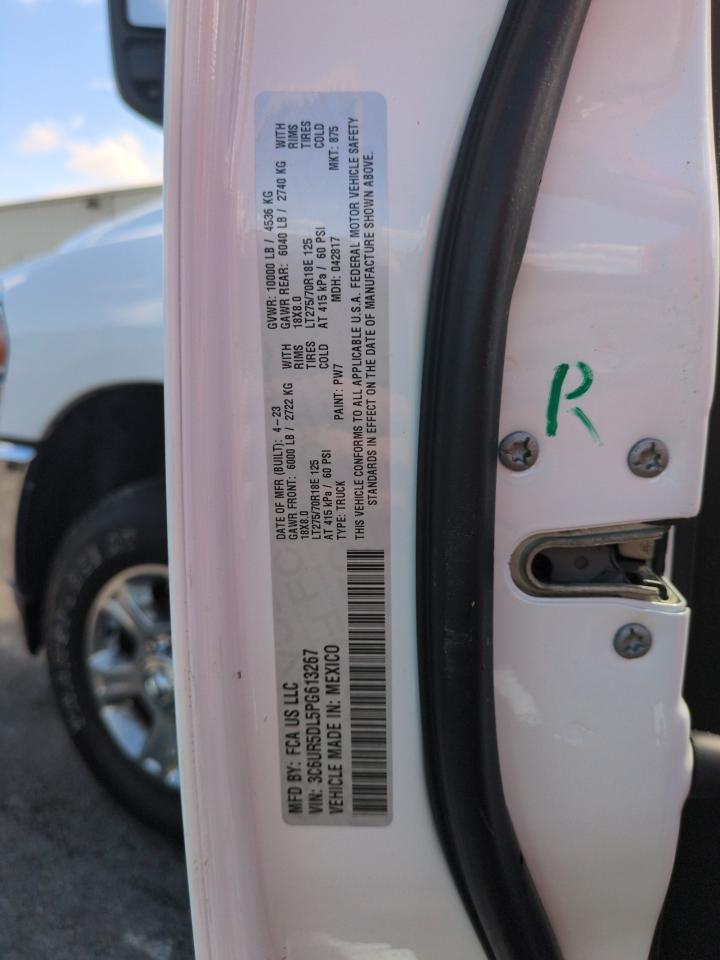 MFD BY: FCA US LLC
VIN: 3C6UR5DL5PG613267
VEHICLE MADE IN: MEXICO
DATE OF MFR (BUILT): 4-23
GAWR FRONT: 6000 LB / 2722 KG WITH
18X8.0 RIMS
LT275/70R18E 125 TIRES
AT 415 kPa / 60 PSI COLD
TYPE: TRUCK PAINT: PW7
GVWR: 10000 LB / 4536 KG
GAWR REAR: 6040 LB / 2740 KG WITH
18X8.0 RIMS
LT275/70R18E 125 TIRES
AT 415 kPa / 60 PSI COLD
MDH: 042817 MKT: 875
THIS VEHICLE CONFORMS TO ALL APPLICABLE U.S.A. FEDERAL MOTOR VEHICLE SAFETY
STANDARDS IN EFFECT ON THE DATE OF MANUFACTURE SHOWN ABOVE.
R